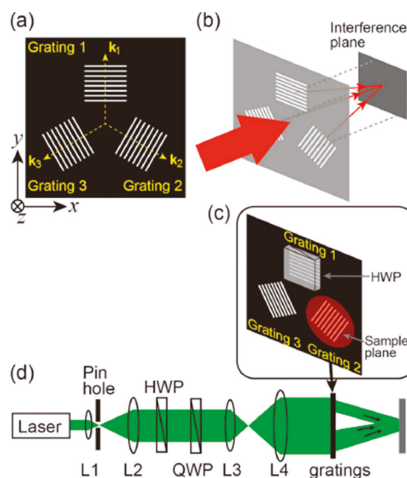 (a)
Grating 1
k1
k3
k2
Grating 3
Grating 2
y
z
x
(b)
Interference
plane
(c)
Grating 1
HWP
Grating 3
Sample
plane
Grating 2
(d)
Pin
hole
HWP
Laser
L1
L2
QWP
L3
L4
gratings